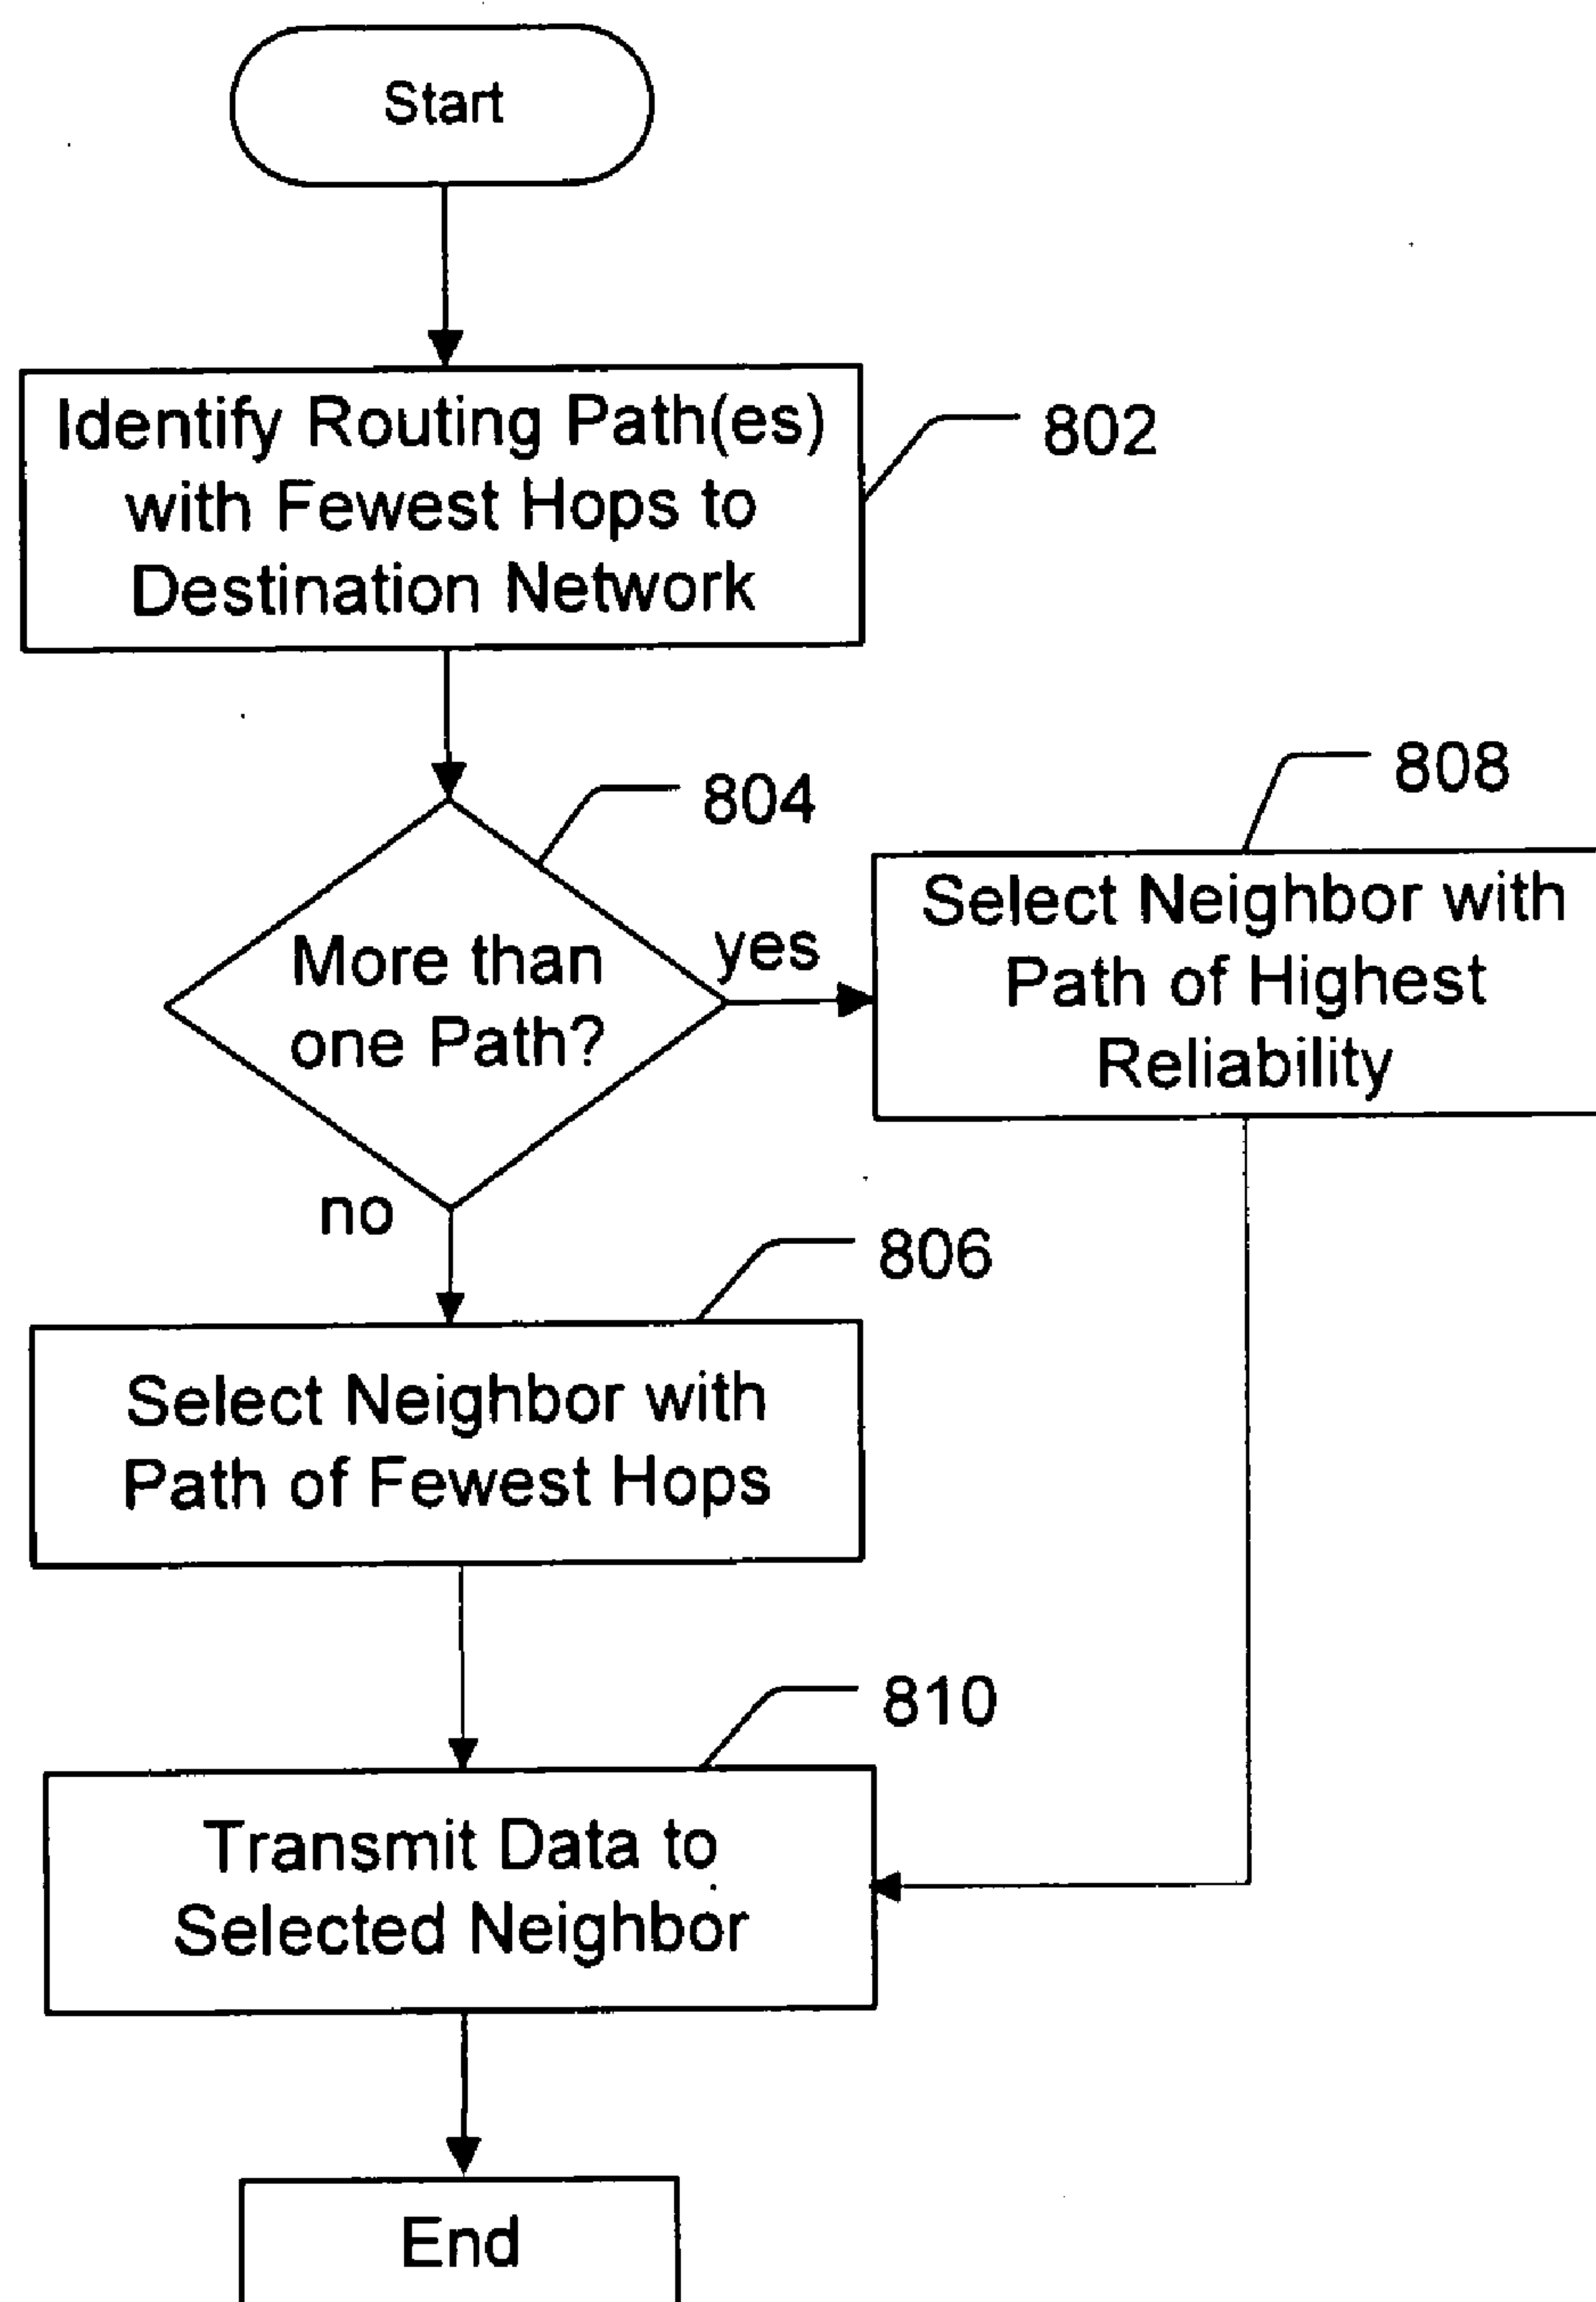 Start
Identify Routing Path(es)
with Fewest Hops to
Destination Network
802
804
More than
one Path?
yes
808
Select Neighbor with
Path of Highest
Reliability
no
806
Select Neighbor with
Path of Fewest Hops
810
Transmit Data to
Selected Neighbor
End